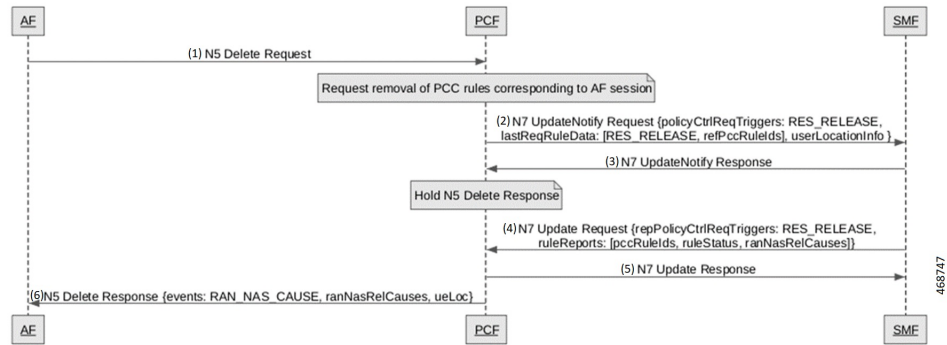 AF
PCF
SMF
(1) N5 Delete Request
Request removal of PCC rules corresponding to AF session
(2) N7 UpdateNotify Request {policyCtrlReqTriggers: RES_RELEASE,
lastReqRuleData: [RES_RELEASE, refPccRuleIds], userLocationInfo }
(3) N7 UpdateNotify Response
Hold N5 Delete Response
(4) N7 Update Request {repPolicyCtrlReqTriggers: RES_RELEASE,
ruleReports: [pccRuleIds, ruleStatus, ranNasRelCauses]}
(5) N7 Update Response
(6)N5 Delete Response {events: RAN_NAS_CAUSE, ranNasRelCauses, ueLoc}
AF
PCF
SMF
468747